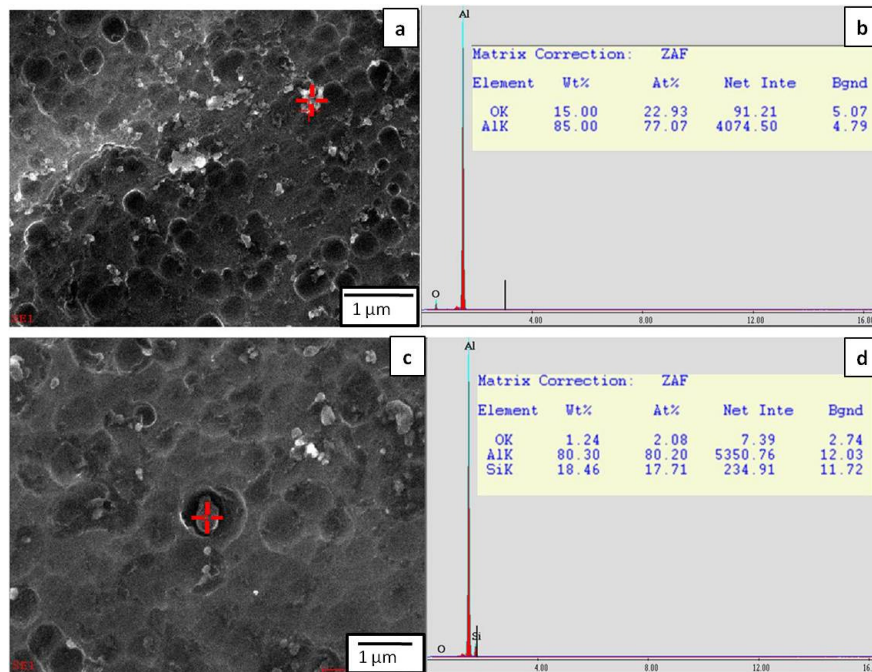 a
1 µm
SE1
b
Al
Matrix Correction: ZAF
Element Wt% At% Net Inte Bgnd
OK 15.00 22.93 91.21 5.07
AlK 85.00 77.07 4074.50 4.79
O
4.00 8.00 12.00 16.0
c
1 µm
SE1
d
Al
Matrix Correction: ZAF
Element Wt% At% Net Inte Bgnd
OK 1.24 2.08 7.39 2.74
AlK 80.30 80.20 5350.76 12.03
SiK 18.46 17.71 234.91 11.72
O Si
4.00 8.00 12.00 16.00